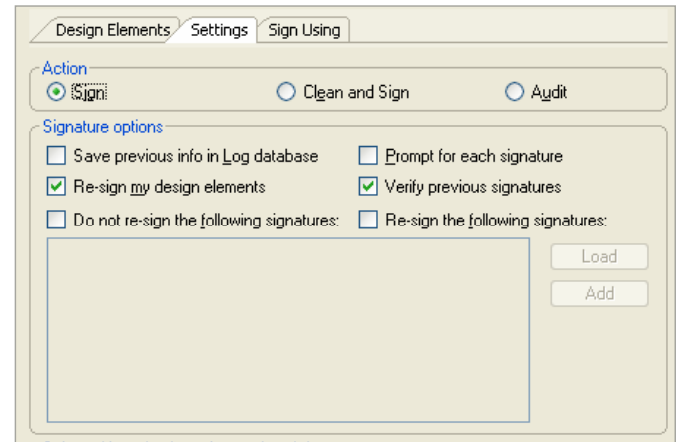 Design Elements Settings Sign Using
Action
Sign Clean and Sign Audit
Signature options
Save previous info in Log database Prompt for each signature
Re-sign my design elements Verify previous signatures
Do not re-sign the following signatures: Re-sign the following signatures:
Load
Add